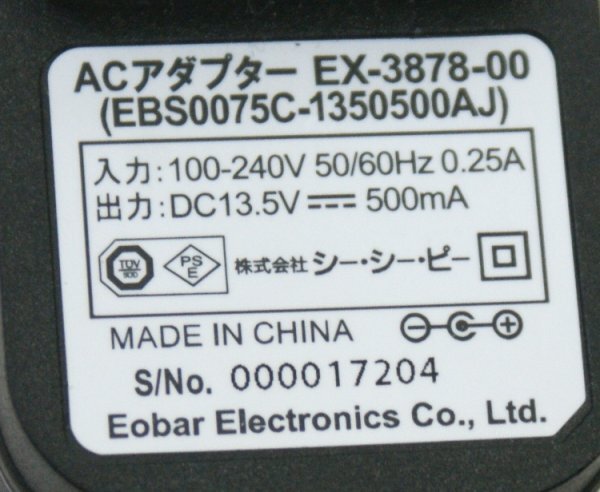 ACアダプター EX-3878-00
(EBS0075C-1350500AJ)
入力:100-240V 50/60Hz 0.25A
出力:DC13.5V 500mA
PS
E
株式会社 シー・シー・ピー
MADE IN CHINA
S/No. 000017204
Eobar Electronics Co., Ltd.